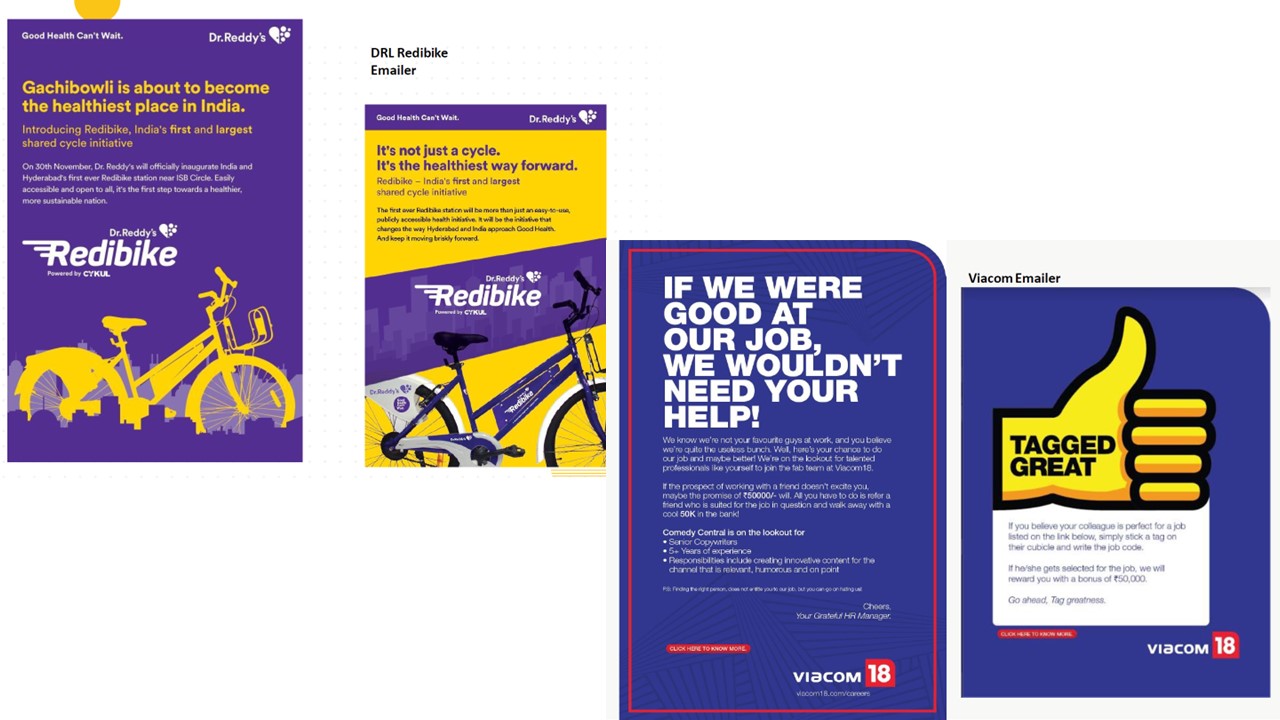 Good Health Can't Wait.
Dr.Reddy's
Gachibowli is about to become
the healthiest place in India.
Introducing Redibike, India's first and largest
shared cycle initiative
On 30th November, Dr. Reddy's will officially inaugurate India and
Hyderabad's first ever Redibike station near ISB Circle. Easily
accessible and open to all, it's the first step towards a healthier,
more sustainable nation.
Dr.Reddy's
Redibike
Powered by CYKUL
DRL Redibike
Emailer
Good Health Can't Wait.
Dr.Reddy's
It's not just a cycle.
It's the healthiest way forward.
Redibike – India's first and largest
shared cycle initiative
The first ever Redibike station will be more than just an easy-to-use,
publicly accessible health initiative. It will be the initiative that
changes the way Hyderabad and India approach Good Health.
And keep it moving briskly forward.
Dr.Reddy's
Redibike
Powered by CYKUL
Dr.Reddy's
Redibike
IF WE WERE
GOOD AT
OUR JOB,
WE WOULDN'T
NEED YOUR
HELP!
We know we're not your favourite guys at work, and you believe
we're quite the useless bunch. Well, here's your chance to do
our job and maybe better! We're on the lookout for talented
professionals like yourself to join the fab team at Viacom18.
If the prospect of working with a friend doesn't excite you,
maybe the promise of ₹50000/- will. All you have to do is refer a
friend who is suited for the job in question and walk away with a
cool 50K in the bank!
Comedy Central is on the lookout for
• Senior Copywriters
• 5+ Years of experience
• Responsibilities include creating innovative content for the
channel that is relevant, humorous and on point
P.S: Finding the right person, does not entitle you to our job, but you can go on hating us!
Cheers,
Your Grateful HR Manager.
CLICK HERE TO KNOW MORE.
VIACOM 18
viacom18.com/careers
Viacom Emailer
TAGGED
GREAT
If you believe your colleague is perfect for a job
listed on the link below, simply stick a tag on
their cubicle and write the job code.
If he/she gets selected for the job, we will
reward you with a bonus of ₹50,000.
Go ahead, Tag greatness.
CLICK HERE TO KNOW MORE.
VIACOM 18